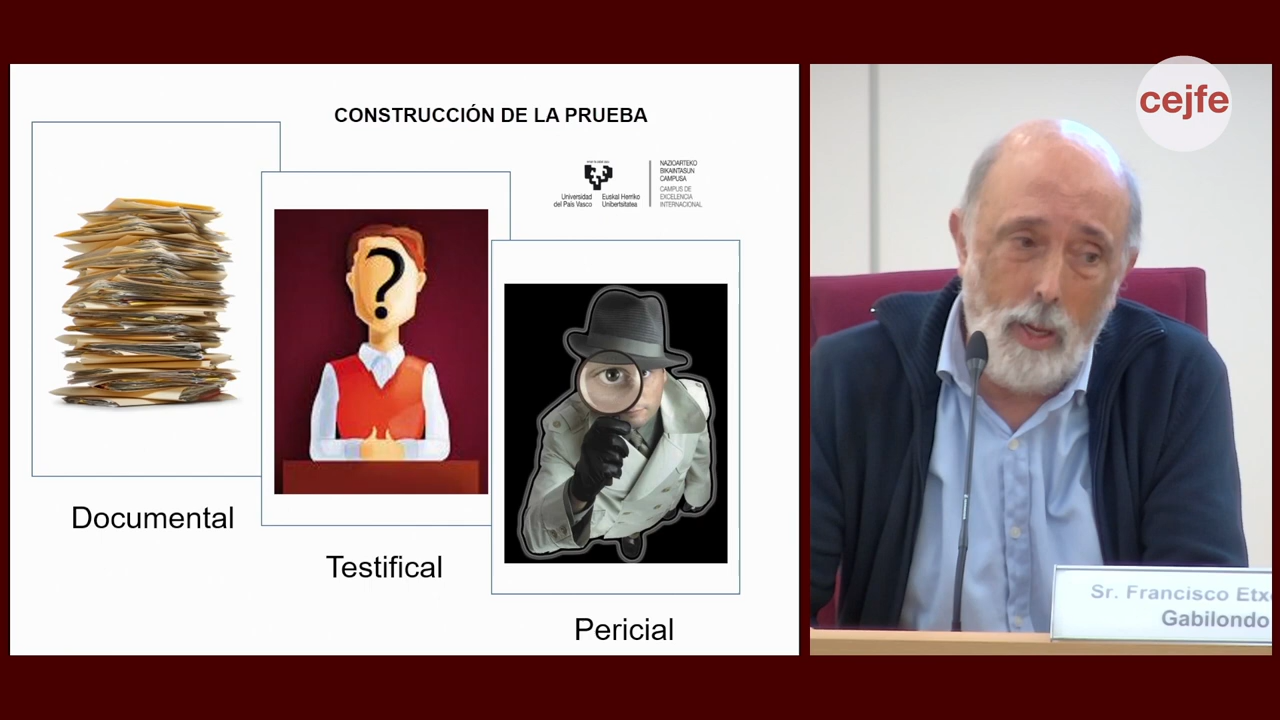 CONSTRUCCIÓN DE LA PRUEBA
Universidad
del País Vasco
Euskal Herriko
Unibertsitatea
NAZIOARTEKO
BIKAINTASUN
CAMPUSA
CAMPUS DE
EXCELENCIA
INTERNACIONAL
?
Documental
Testifical
Pericial
cejfe
Sr. Francisco
Gabilondo